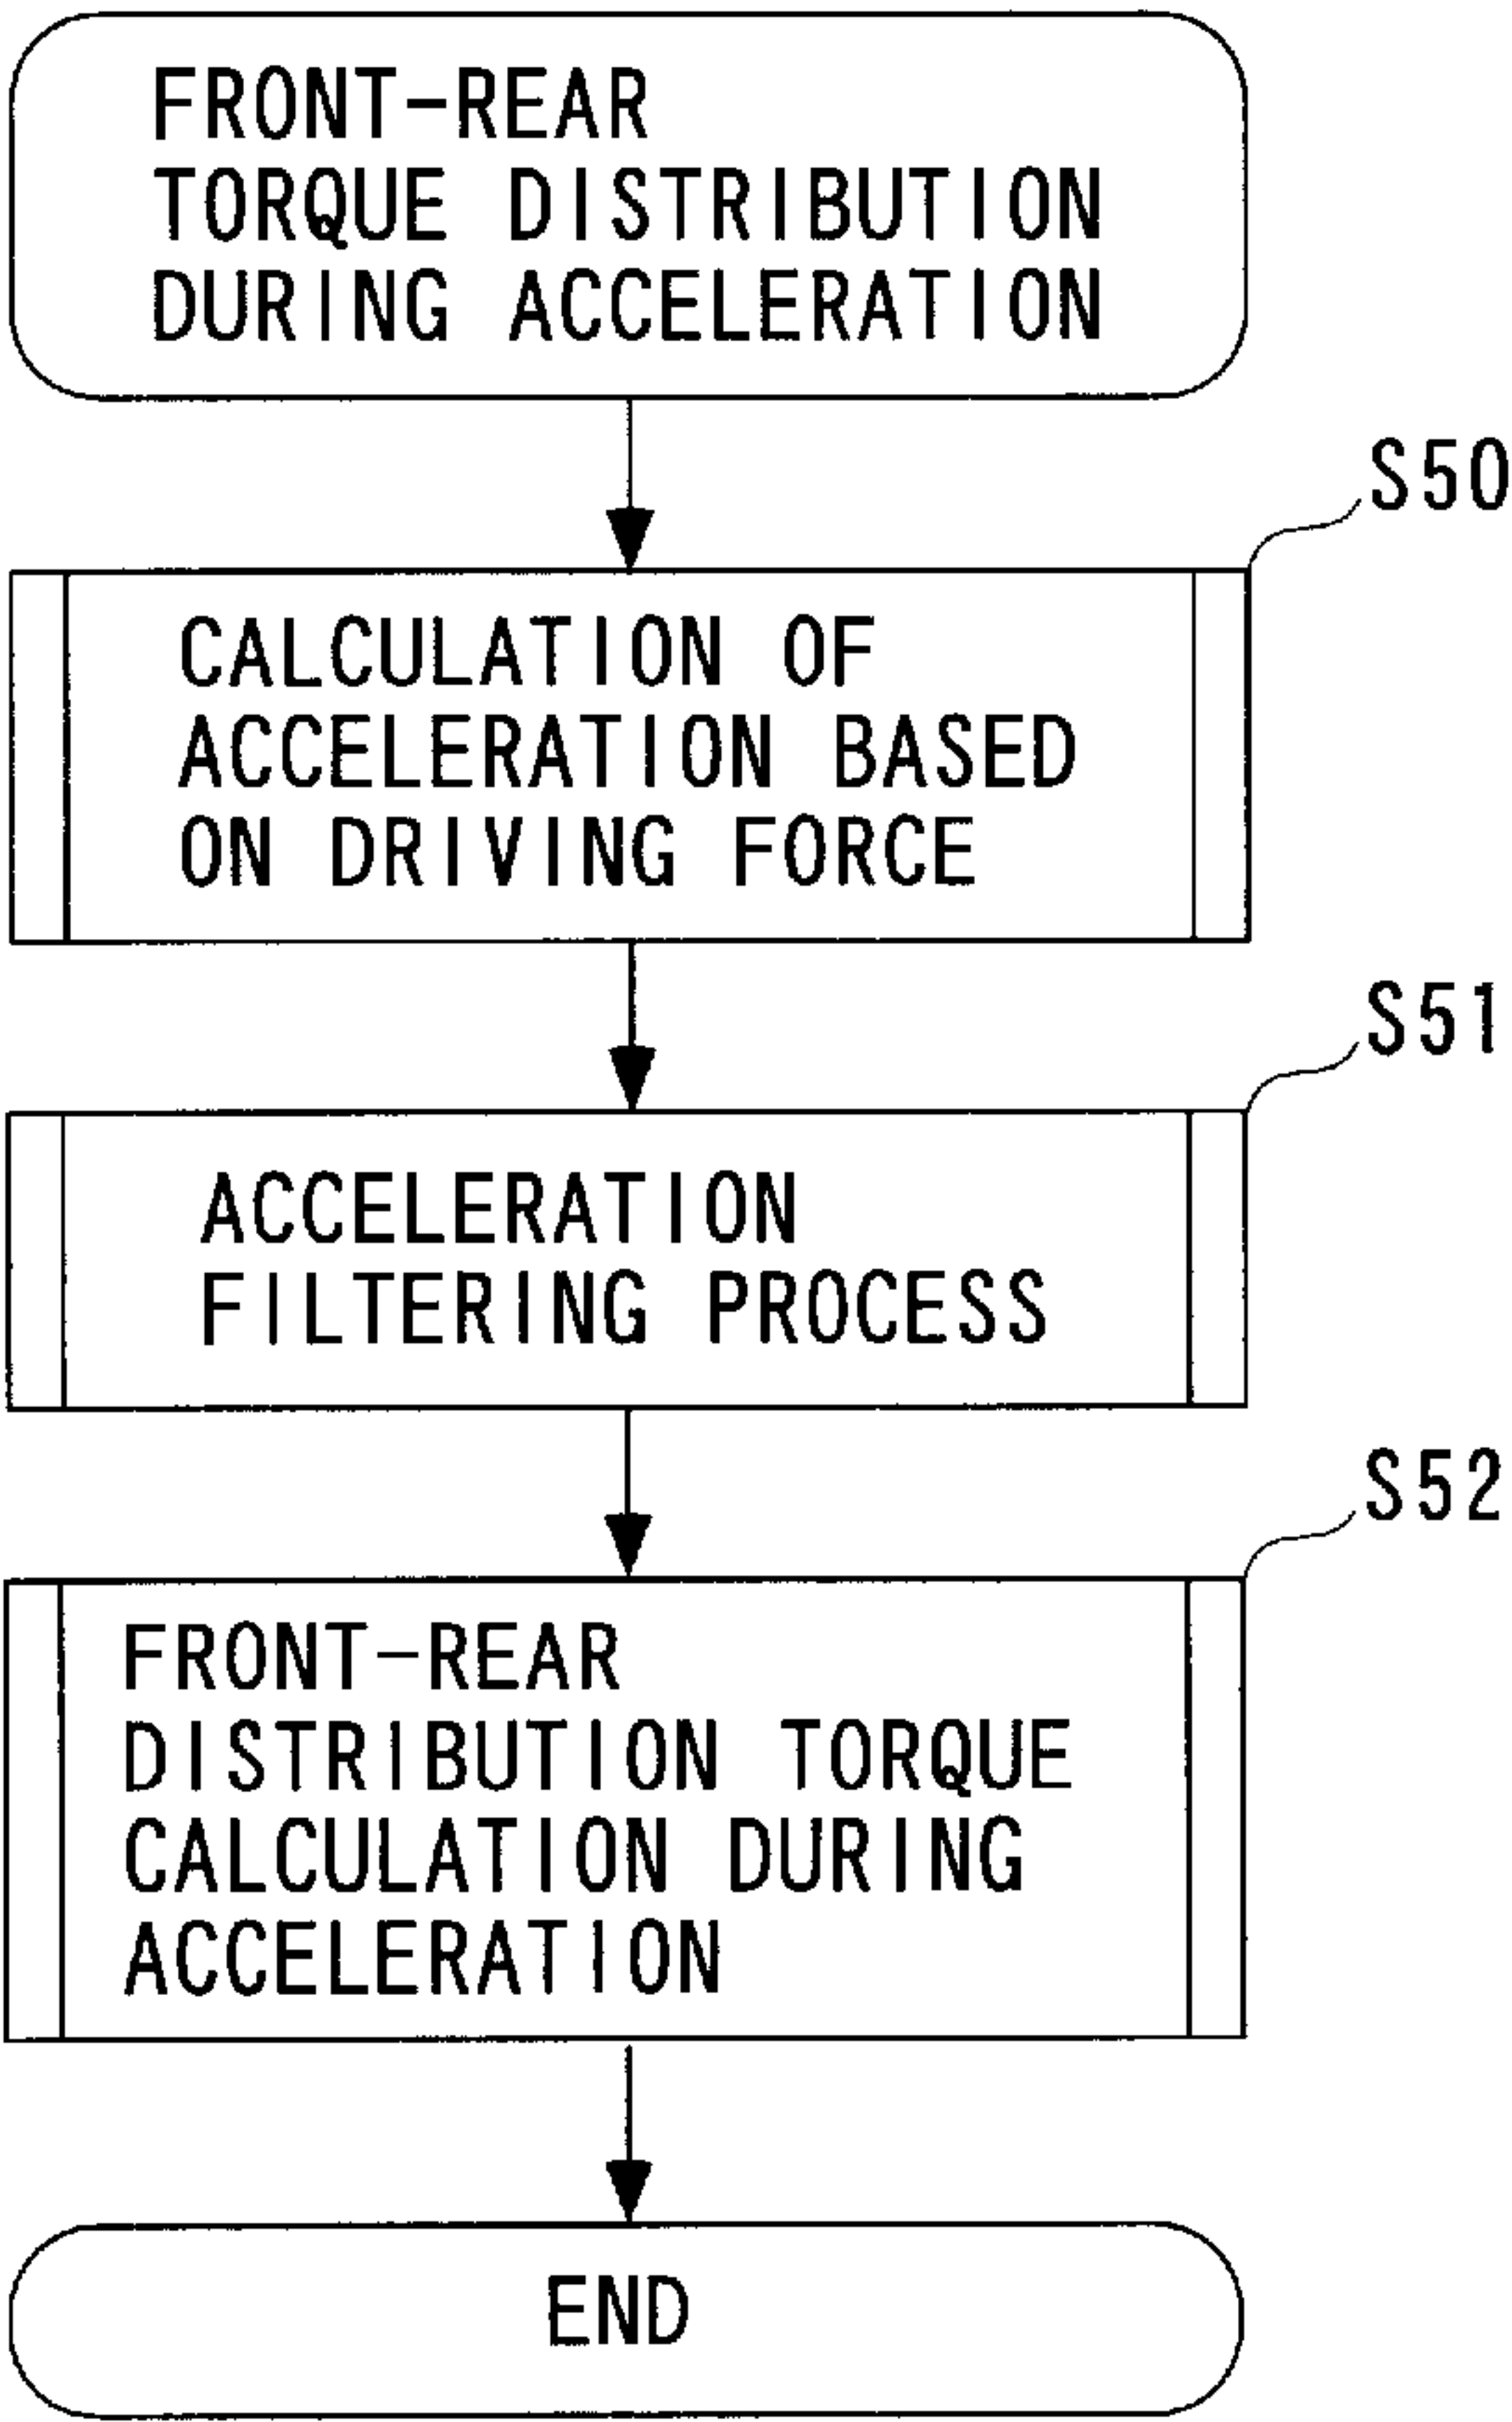 FRONT-REAR
TORQUE DISTRIBUTION
DURING ACCELERATION
S50
CALCULATION OF
ACCELERATION BASED
ON DRIVING FORCE
S51
ACCELERATION
FILTERING PROCESS
S52
FRONT-REAR
DISTRIBUTION TORQUE
CALCULATION DURING
ACCELERATION
END